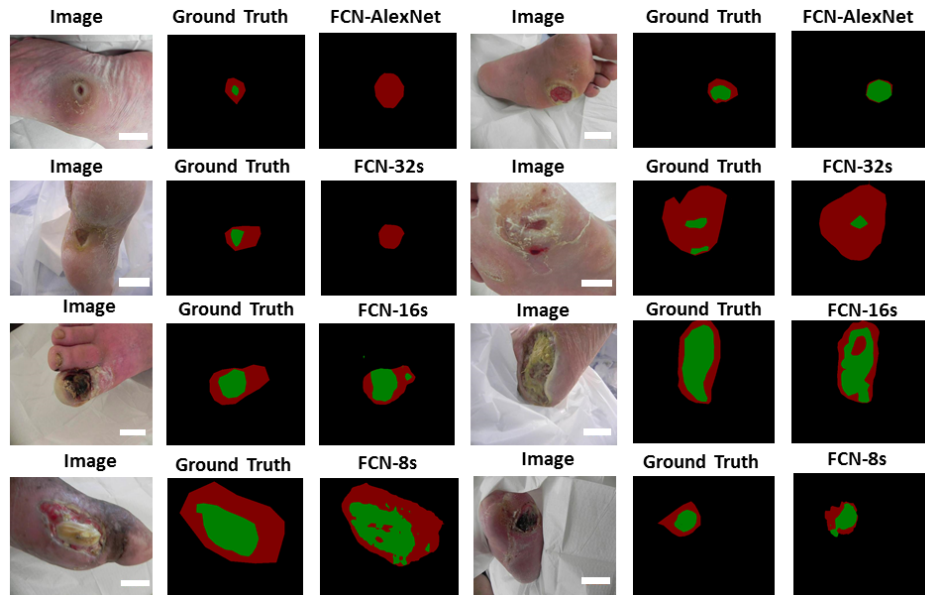 Image Ground Truth FCN-AlexNet Image Ground Truth FCN-AlexNet
Image Ground Truth FCN-32s Image Ground Truth FCN-32s
Image Ground Truth FCN-16s Image Ground Truth FCN-16s
Image Ground Truth FCN-8s Image Ground Truth FCN-8s